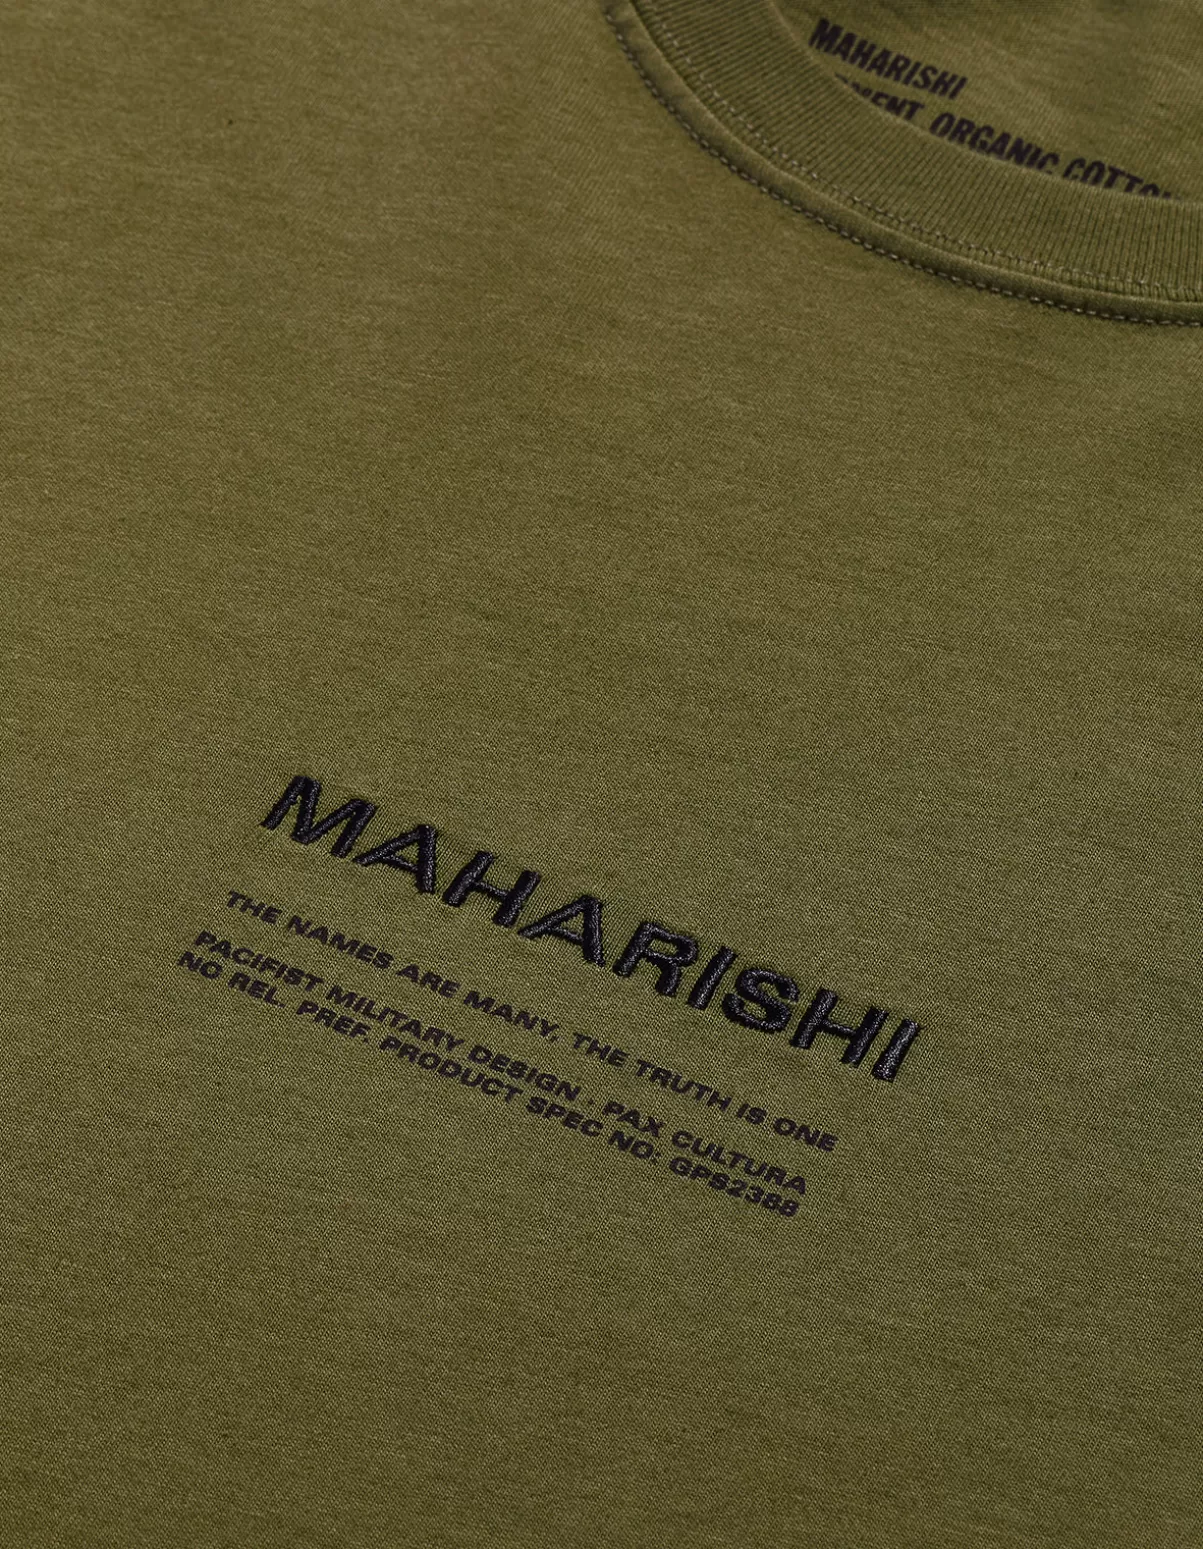 MAHARISHI
ORGANIC COTTON
MAHARISHI
THE NAMES ARE MANY, THE TRUTH IS ONE
PACIFIST MILITARY DESIGN . PAX CULTURA
NO REL. PREF. PRODUCT SPEC NO: GPS2388